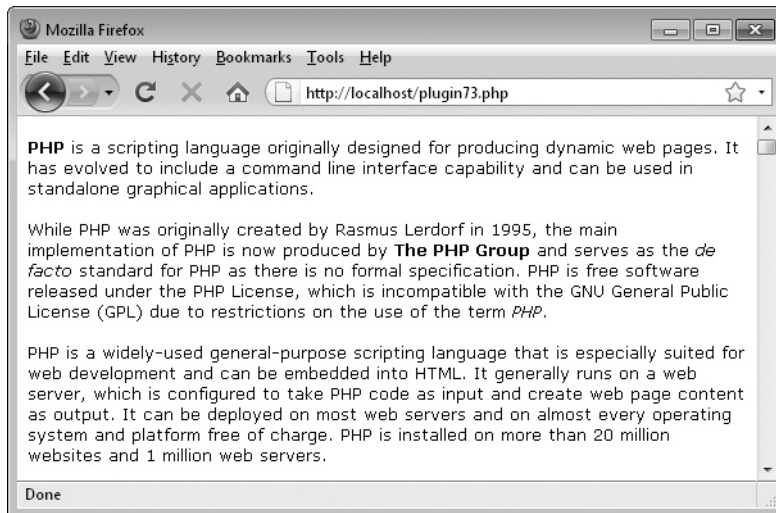 Mozilla Firefox
File Edit View History Bookmarks Tools Help
http://localhost/plugin73.php
PHP is a scripting language originally designed for producing dynamic web pages. It
has evolved to include a command line interface capability and can be used in
standalone graphical applications.
While PHP was originally created by Rasmus Lerdorf in 1995, the main
implementation of PHP is now produced by The PHP Group and serves as the de
facto standard for PHP as there is no formal specification. PHP is free software
released under the PHP License, which is incompatible with the GNU General Public
License (GPL) due to restrictions on the use of the term PHP.
PHP is a widely-used general-purpose scripting language that is especially suited for
web development and can be embedded into HTML. It generally runs on a web
server, which is configured to take PHP code as input and create web page content
as output. It can be deployed on most web servers and on almost every operating
system and platform free of charge. PHP is installed on more than 20 million
websites and 1 million web servers.
Done